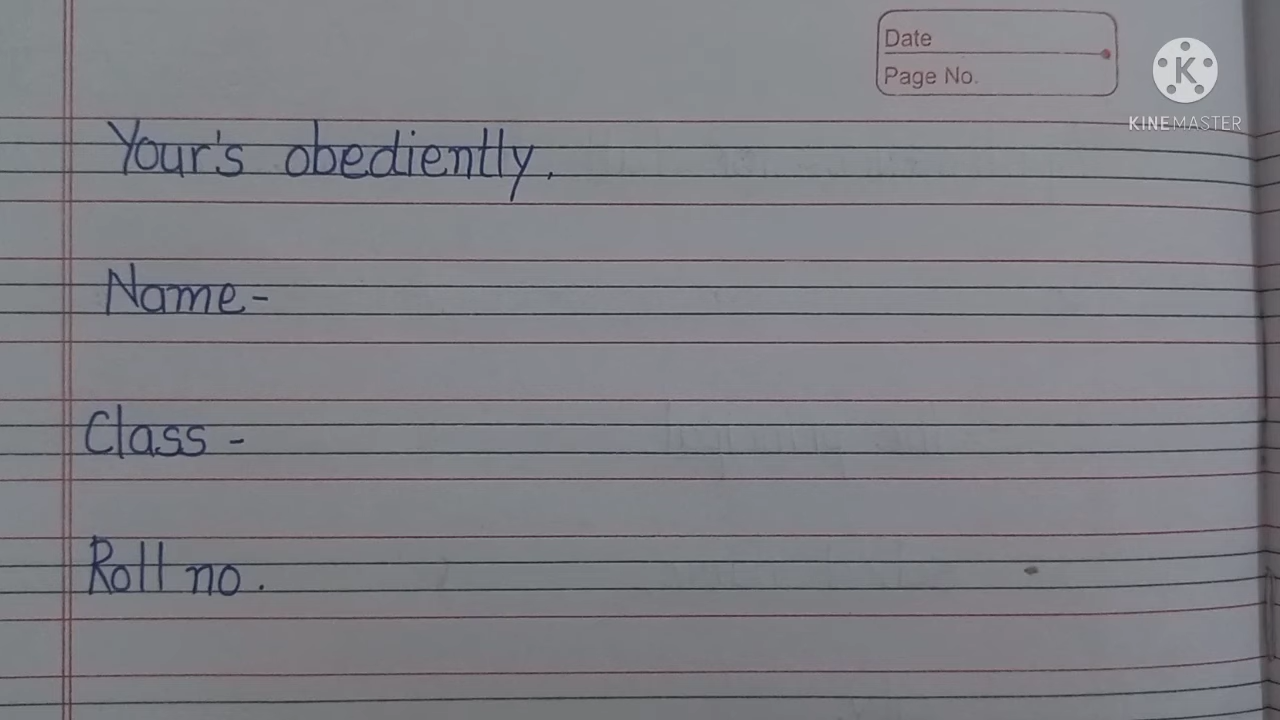 Date
Page No.
KINEMASTER
Your's obediently.
Name-
Class -
Roll no.